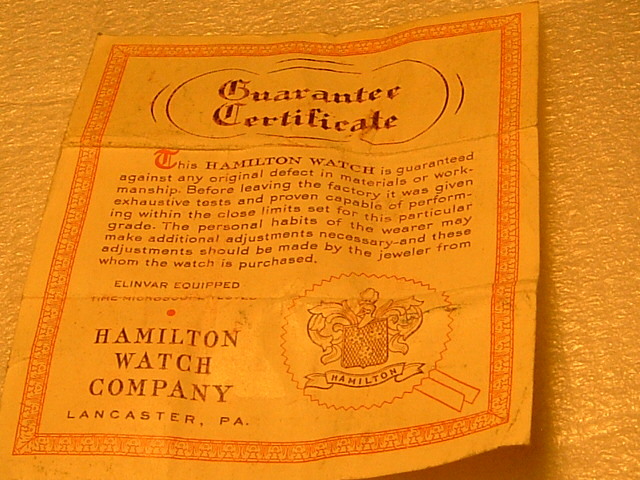 Guarantee
Certificate
This HAMILTON WATCH is guaranteed
against any original defect in materials or work-
manship. Before leaving the factory it was given
exhaustive tests and proven capable of perform-
ing within the close limits set for this particular
grade. The personal habits of the wearer may
make additional adjustments necessary—and these
adjustments should be made by the jeweler from
whom the watch is purchased.
ELINVAR EQUIPPED
TIME-MICROSCOPE TESTED
HAMILTON
WATCH
COMPANY
LANCASTER, PA.
HAMILTON